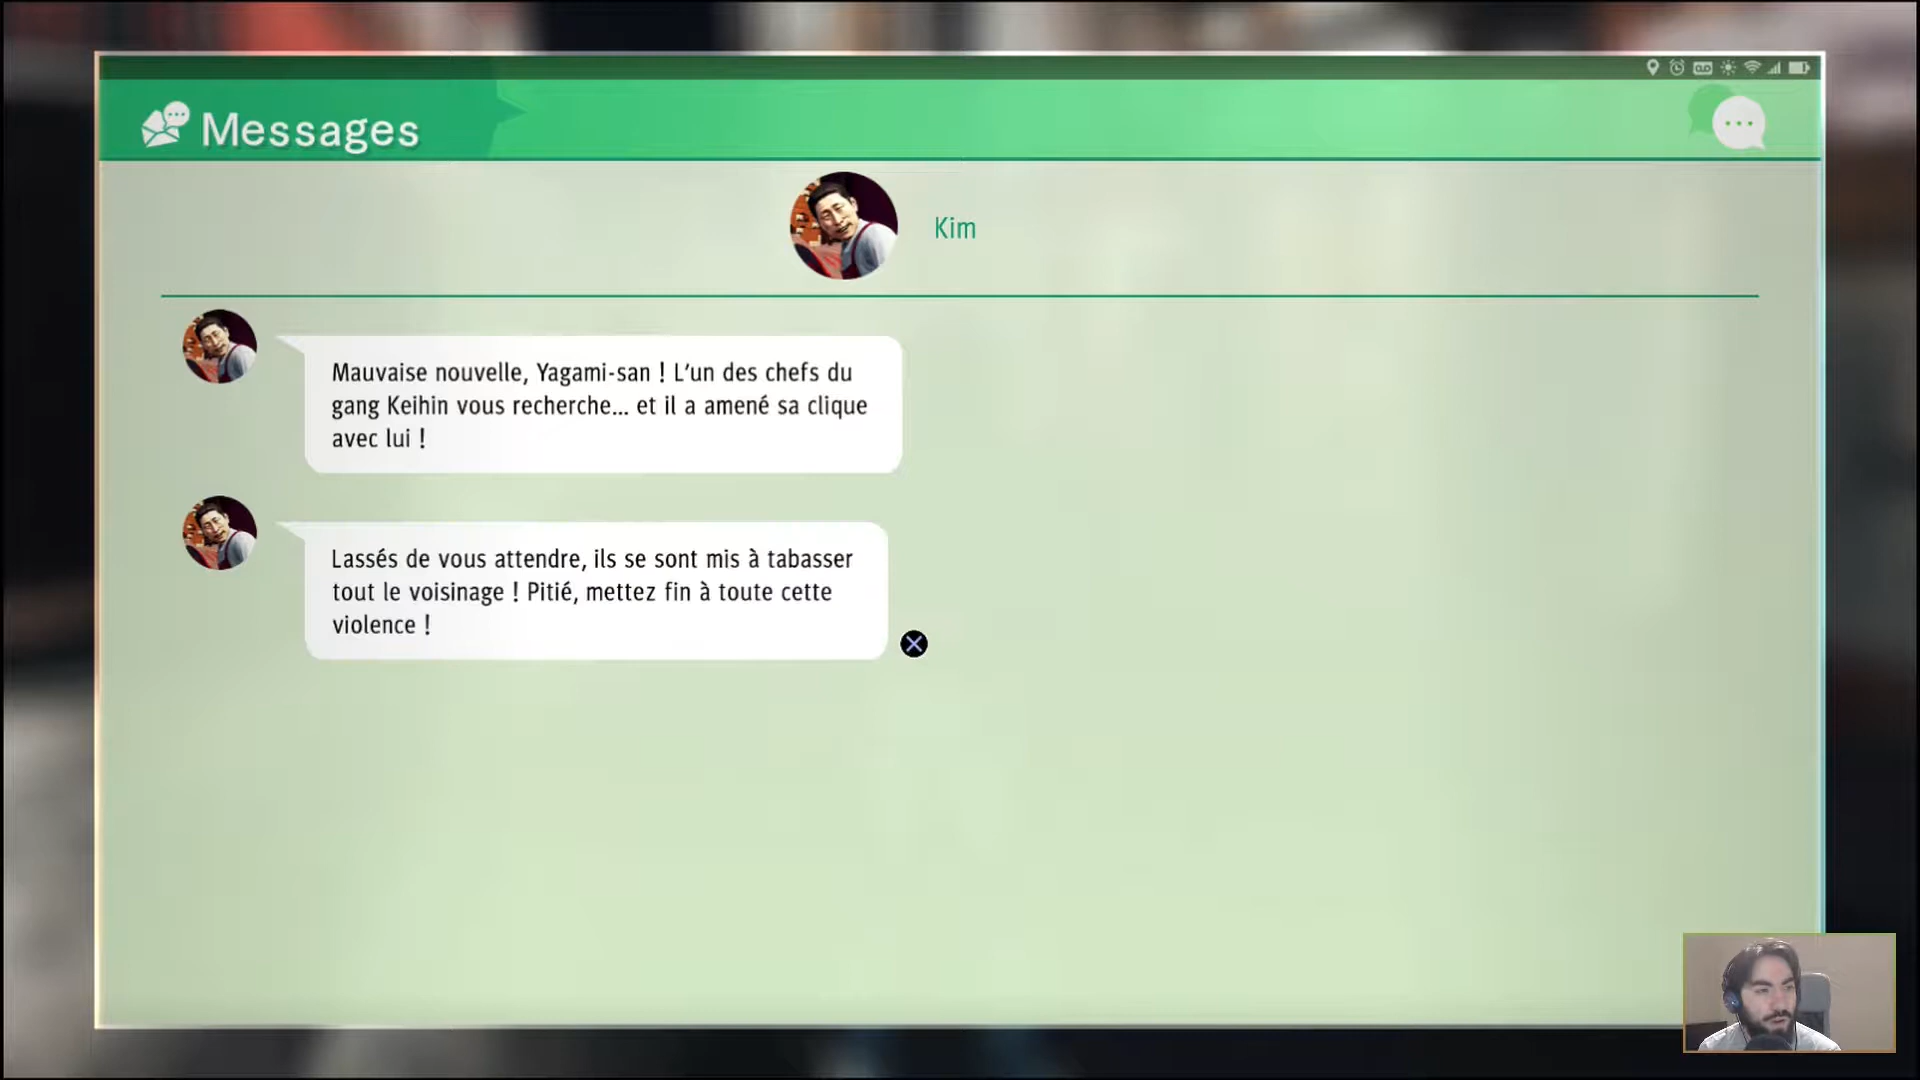 Messages
Kim
Mauvaise nouvelle, Yagami-san ! L'un des chefs du
gang Keihin vous recherche... et il a amené sa clique
avec lui !
Lassés de vous attendre, ils se sont mis à tabasser
tout le voisinage ! Pitié, mettez fin à toute cette
violence !